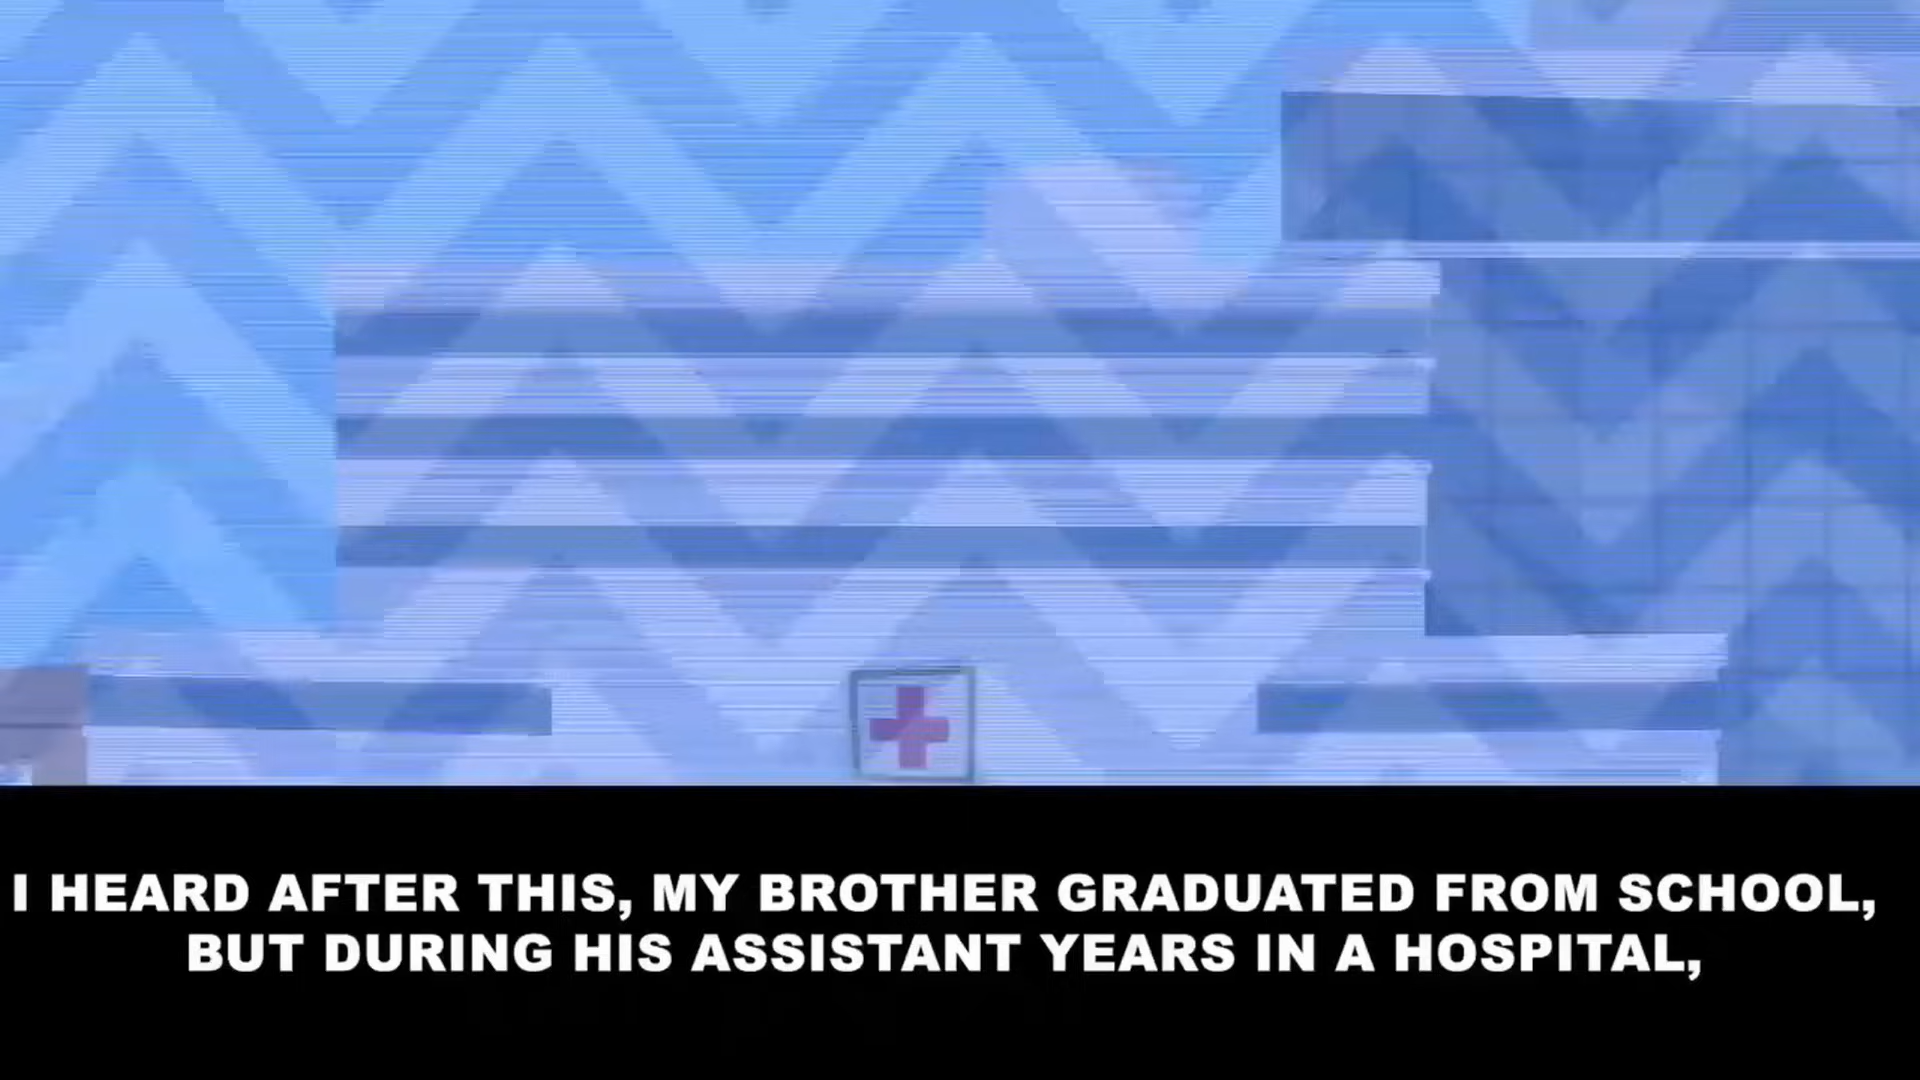 I HEARD AFTER THIS, MY BROTHER GRADUATED FROM SCHOOL,
BUT DURING HIS ASSISTANT YEARS IN A HOSPITAL,